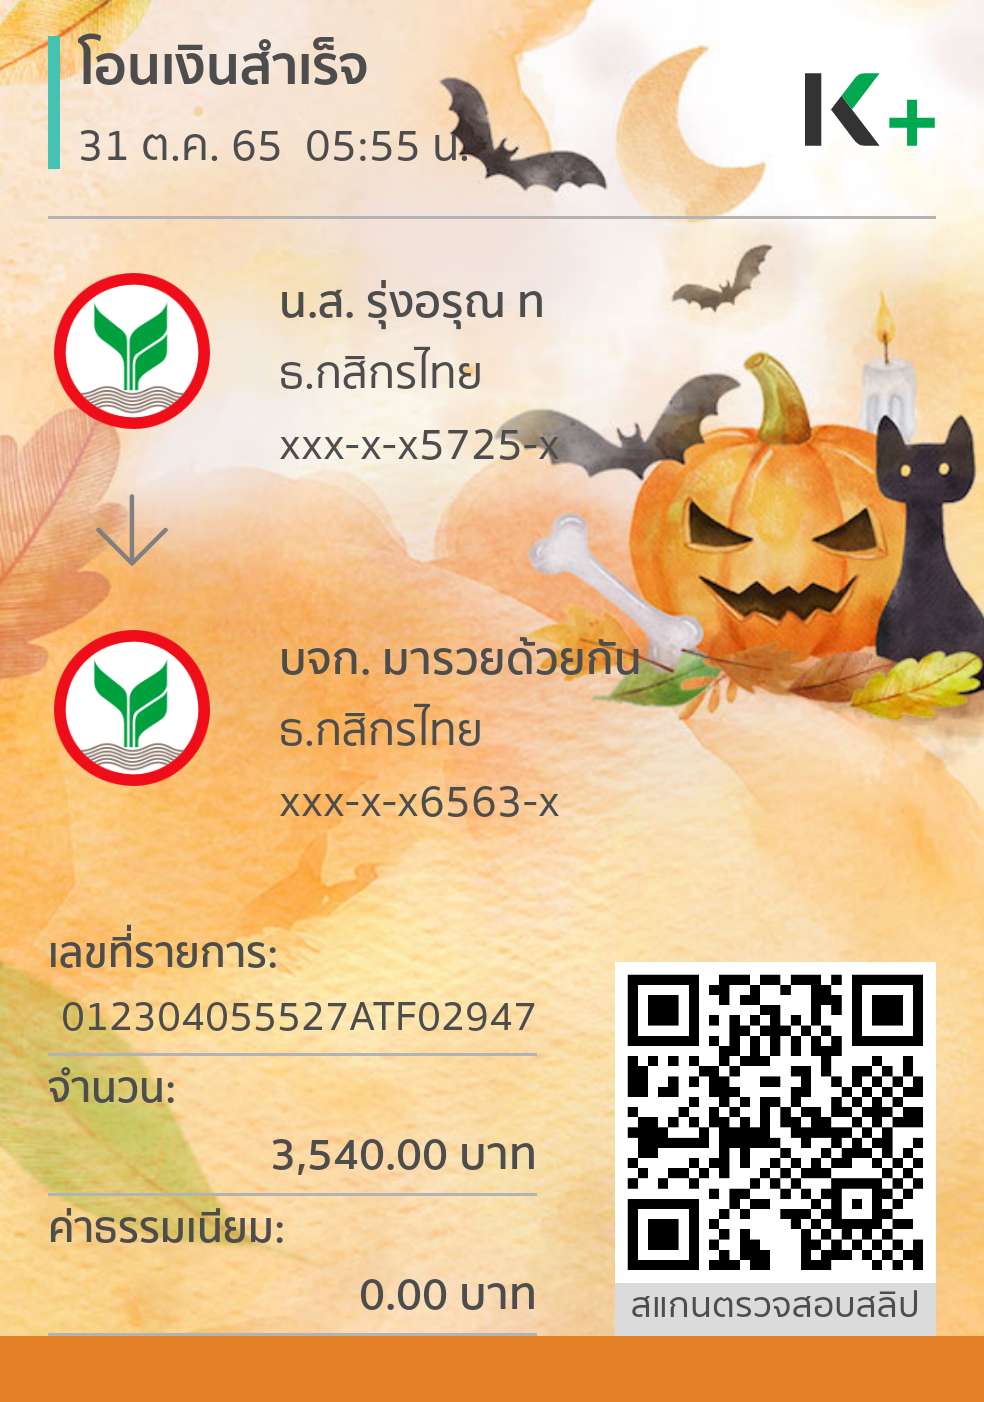 โอนเงินสำเร็จ
31 ต.ค. 65 05:55 น.
K+
น.ส. รุ่งอรุณ ท
ธ.กสิกรไทย
xxx-x-x5725-x
บจก. มารวยด้วยกัน
ธ.กสิกรไทย
xxx-x-x6563-x
เลขที่รายการ:
012304055527ATF02947
จำนวน:
3,540.00 บาท
ค่าธรรมเนียม:
0.00 บาท
สแกนตรวจสอบสลิป